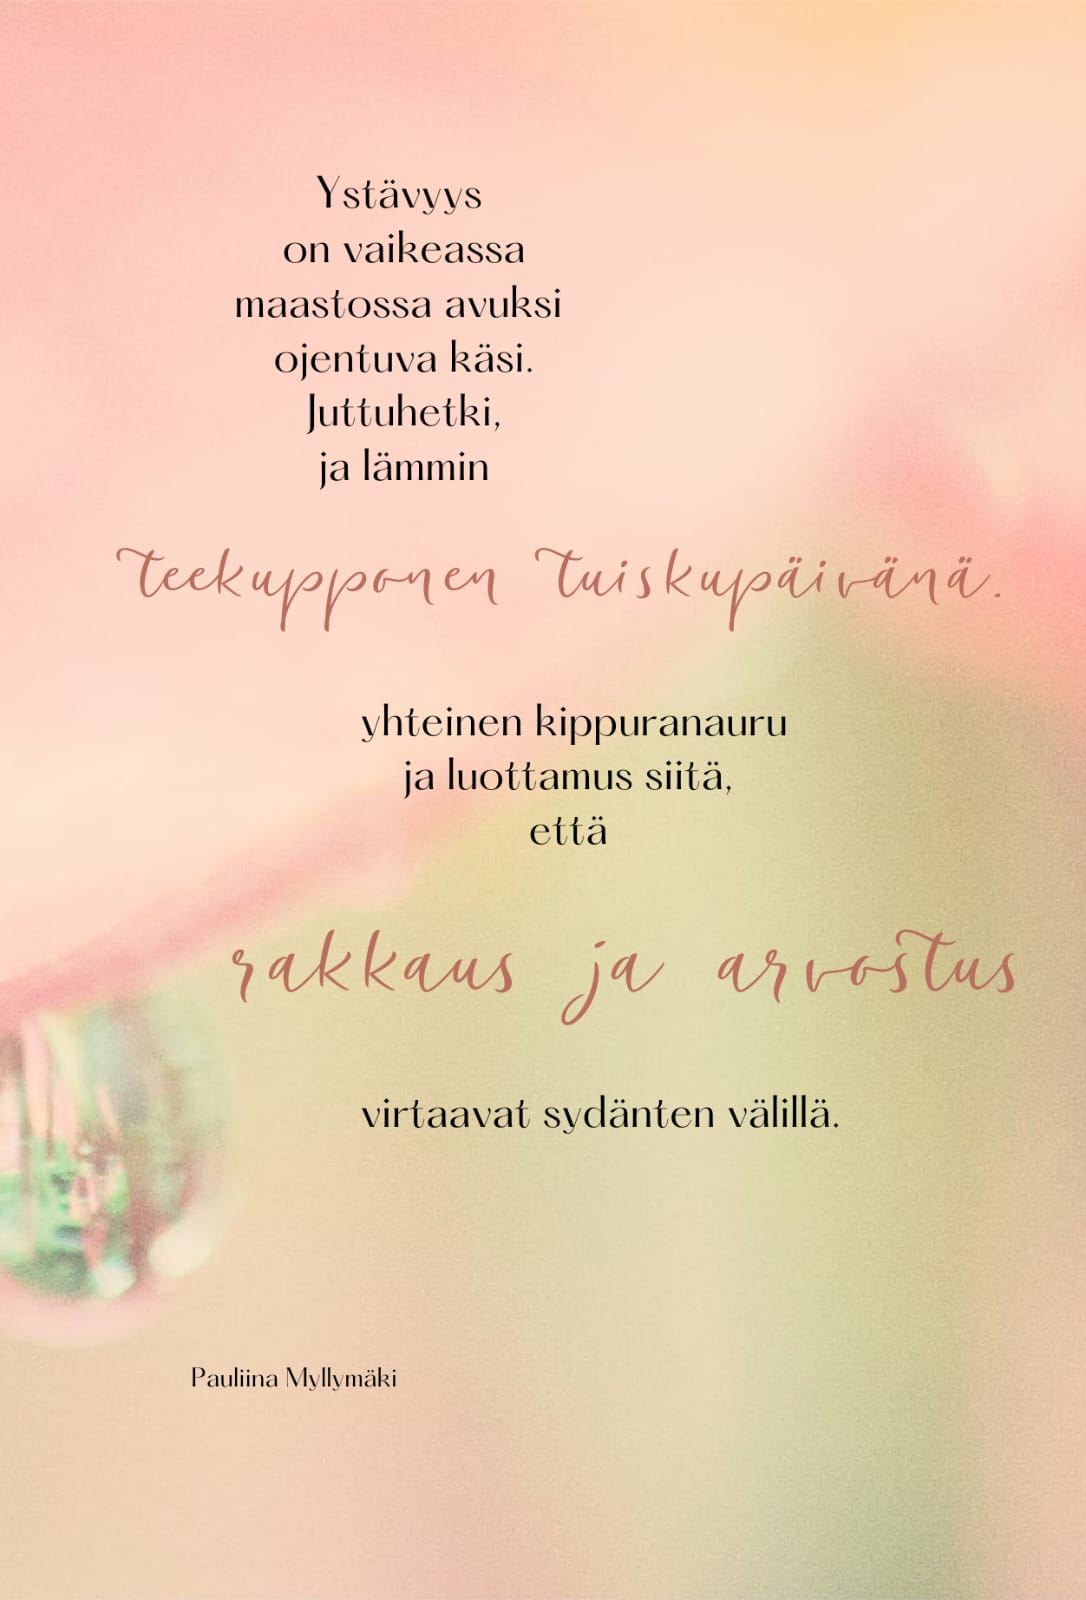 Ystävyys
on vaikeassa
maastossa avuksi
ojentuva käsi.
Juttuhetki,
ja lämmin
teekupponen tuiskupäivänä.
yhteinen kippuranauru
ja luottamus siitä,
että
rakkaus ja arvostus
virtaavat sydänten välillä.
Pauliina Myllymäki